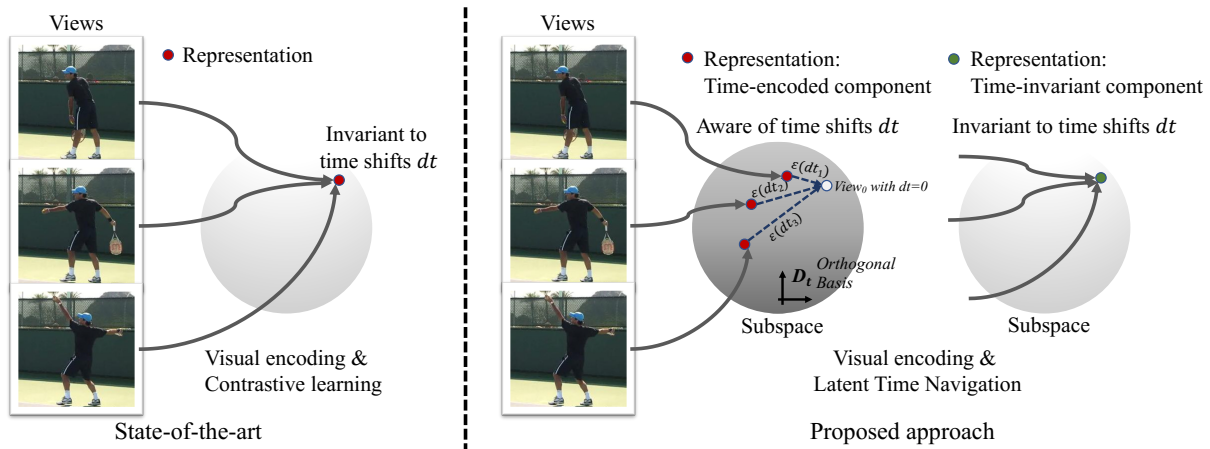 Views
Representation
Invariant to
time shifts dt
Visual encoding &
Contrastive learning
State-of-the-art
Views
Representation:
Time-encoded component
Aware of time shifts dt
ε(dt₁)
ε(dt₂)
ε(dt₃)
View₀ with dt=0
Dₜ Orthogonal
Basis
Subspace
Representation:
Time-invariant component
Invariant to time shifts dt
Subspace
Visual encoding &
Latent Time Navigation
Proposed approach